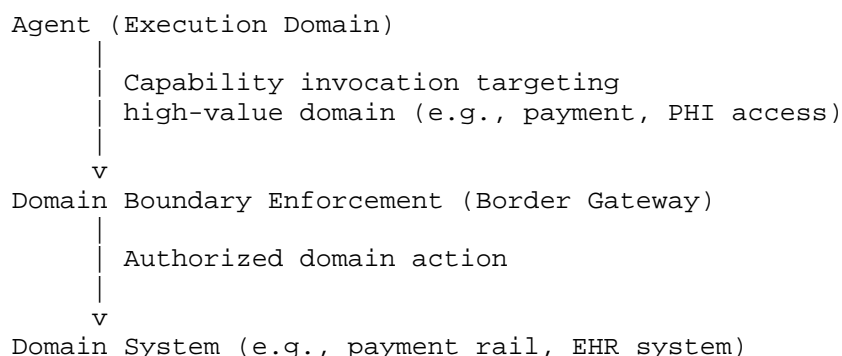 Agent (Execution Domain)
|
| Capability invocation targeting
| high-value domain (e.g., payment, PHI access)
|
v
Domain Boundary Enforcement (Border Gateway)
|
| Authorized domain action
|
v
Domain System (e.g., payment rail, EHR system)